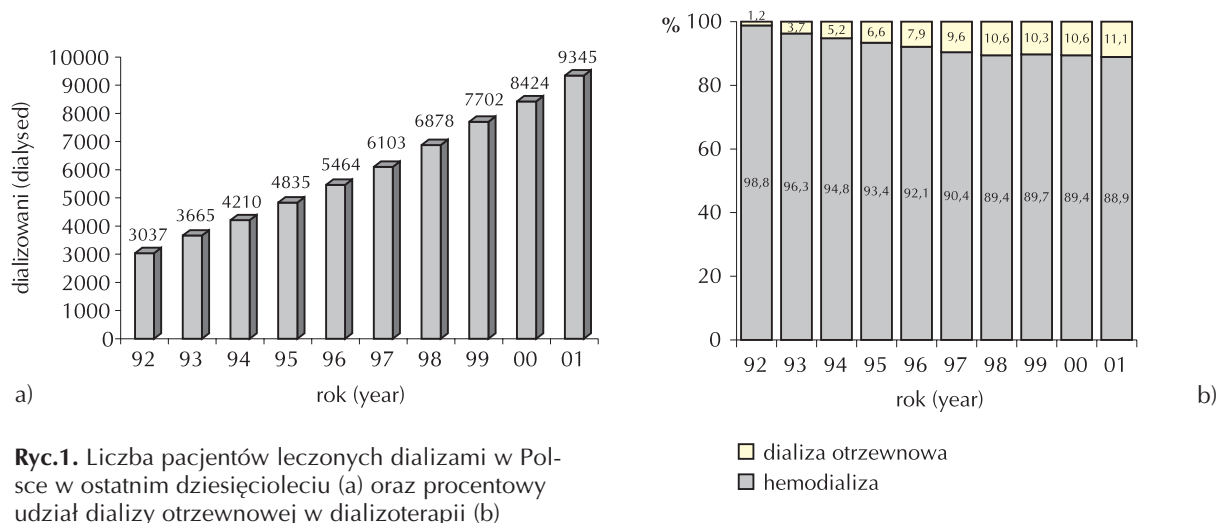 dializowani (dialysed)
10000
9000
8000
7000
6000
5000
4000
3000
2000
1000
0
3037
3665
4210
4835
5464
6103
6878
7702
8424
9345
92 93 94 95 96 97 98 99 00 01
rok (year)
a)
%
100
80
60
40
20
0
1,2 3,7 5,2 6,6 7,9 9,6 10,6 10,3 10,6 11,1
98,8 96,3 94,8 93,4 92,1 90,4 89,4 89,7 89,4 88,9
92 93 94 95 96 97 98 99 00 01
rok (year)
b)
dializa otrzewnowa
hemodializa
Ryc.1. Liczba pacjentów leczonych dializami w Pol-
sce w ostatnim dziesięcioleciu (a) oraz procentowy
udział dializy otrzewnowej w dializoterapii (b)